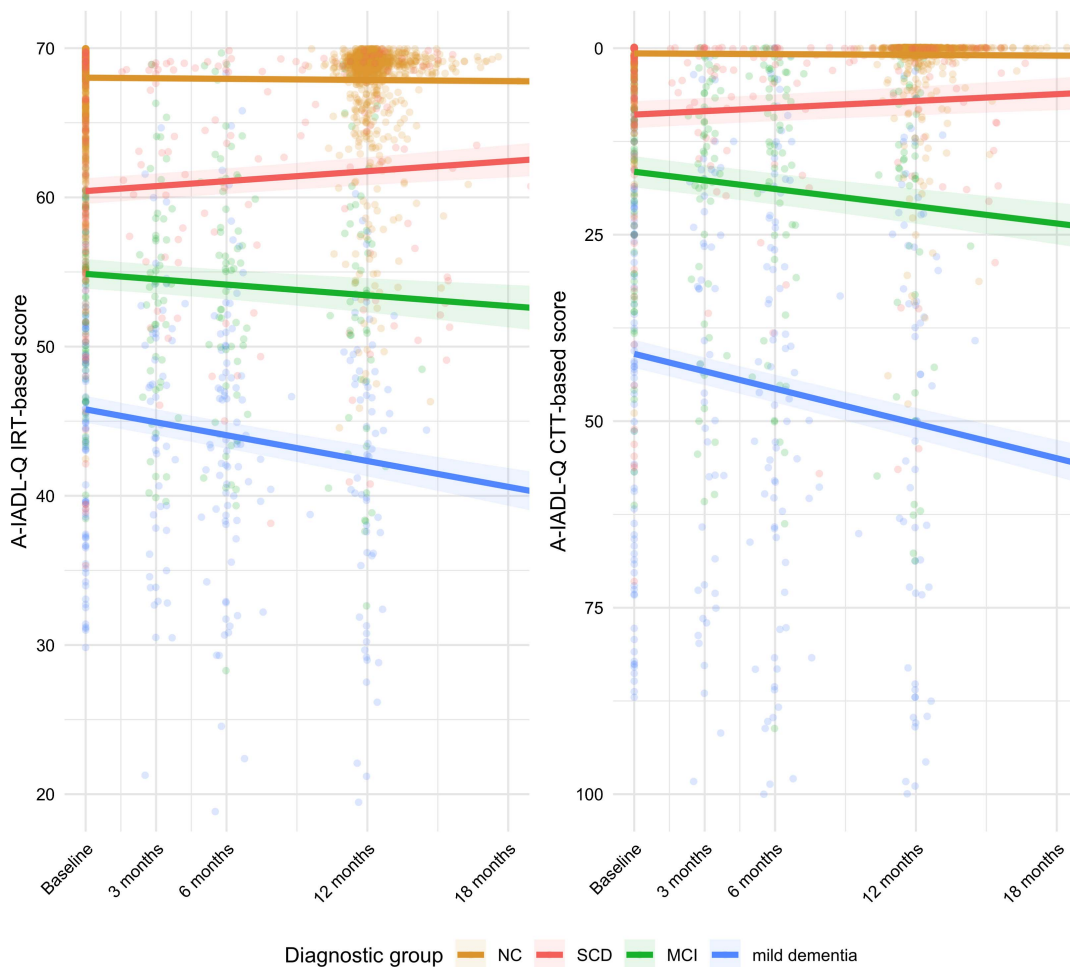 A-IADL-Q IRT-based score
70
60
50
40
30
20
Baseline
3 months
6 months
12 months
18 months
A-IADL-Q CTT-based score
0
25
50
75
100
Baseline
3 months
6 months
12 months
18 months
Diagnostic group NC SCD MCI mild dementia